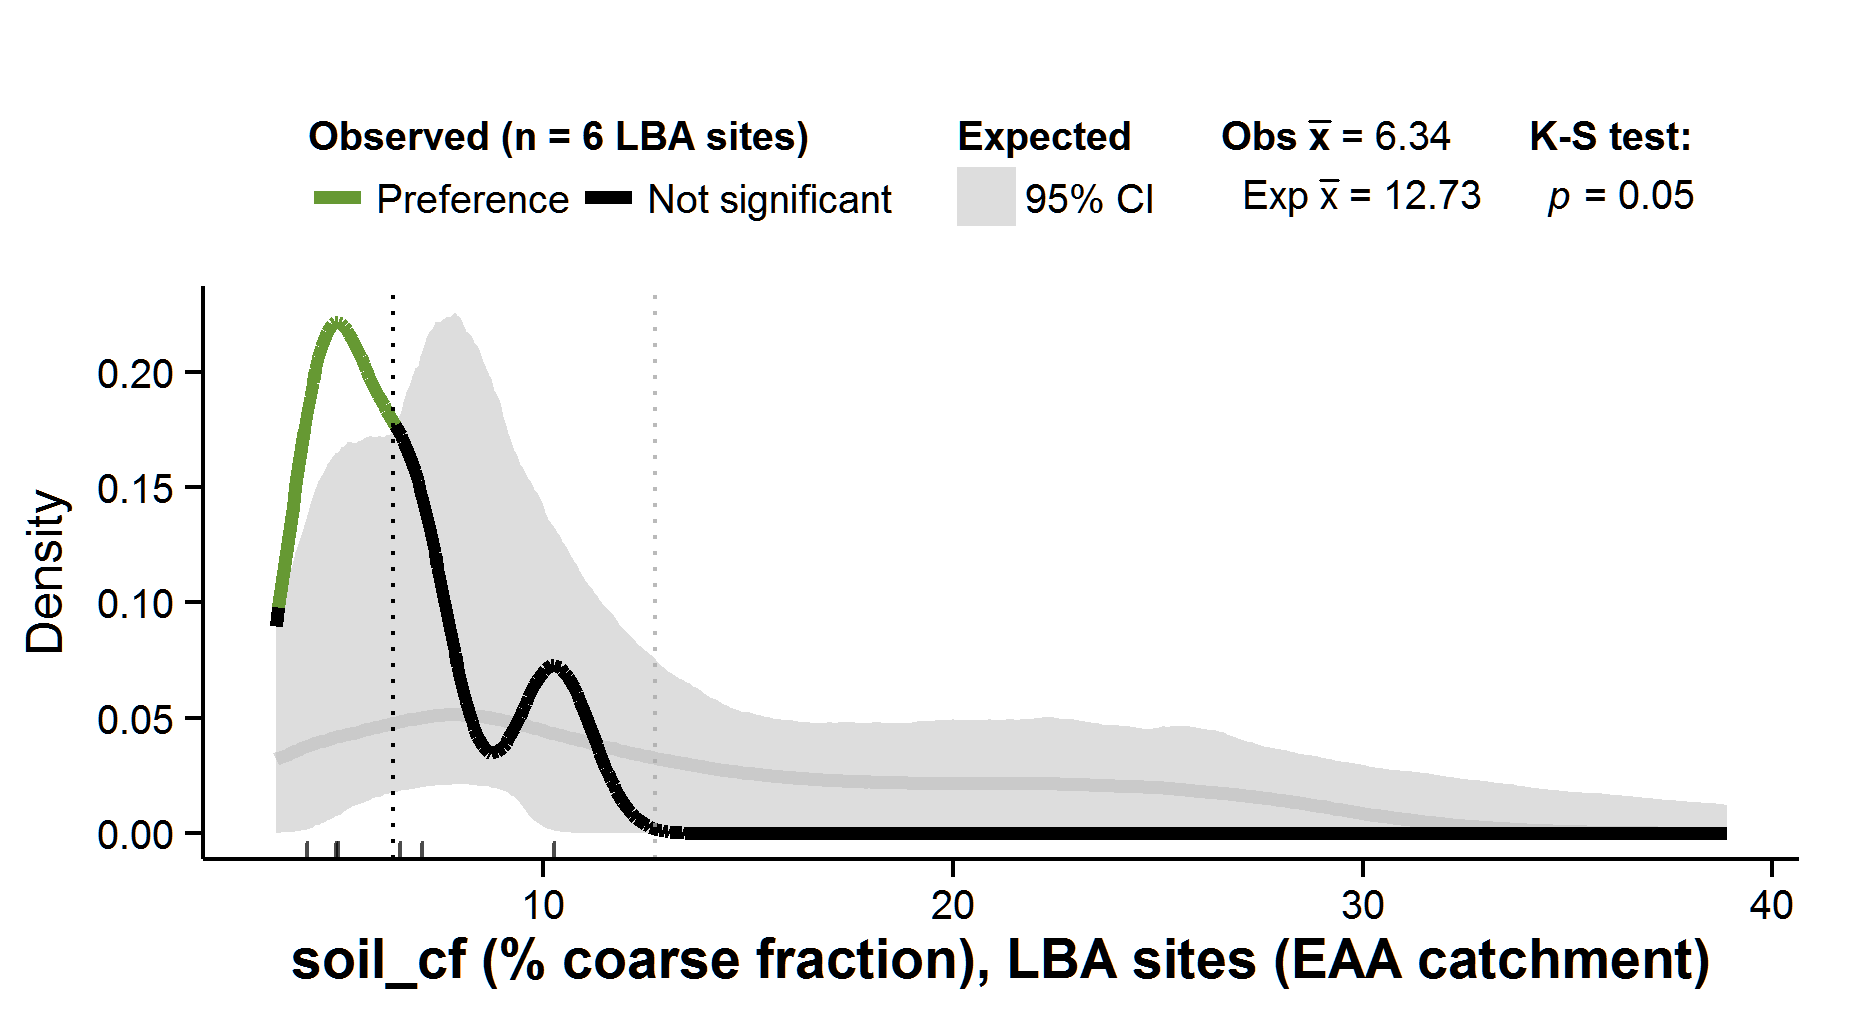 Observed (n = 6 LBA sites) Expected Obs x̅ = 6.34 K-S test:
Preference Not significant 95% CI Exp x̅ = 12.73 p = 0.05
Density
0.20
0.15
0.10
0.05
0.00
10 20 30 40
soil_cf (% coarse fraction), LBA sites (EAA catchment)